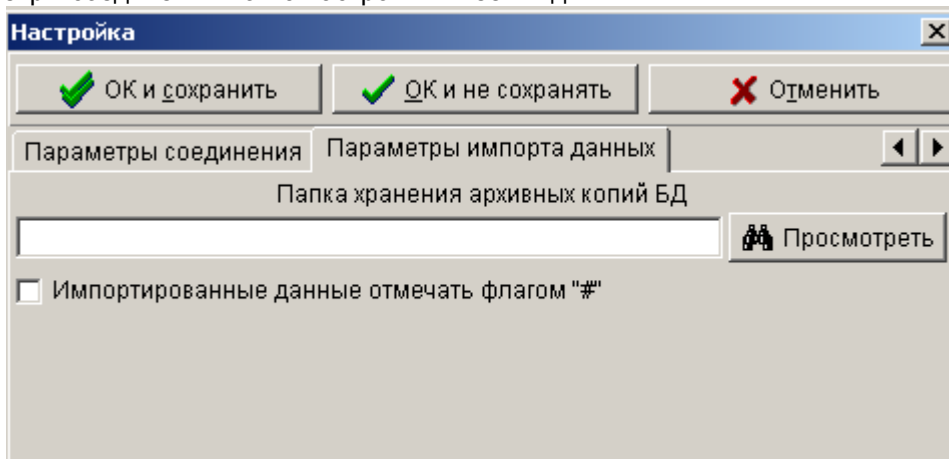 Настройка
ОК и сохранить ОК и не сохранять Отменить
Параметры соединения Параметры импорта данных
Папка хранения архивных копий БД
Просмотреть
Импортированные данные отмечать флагом "#"